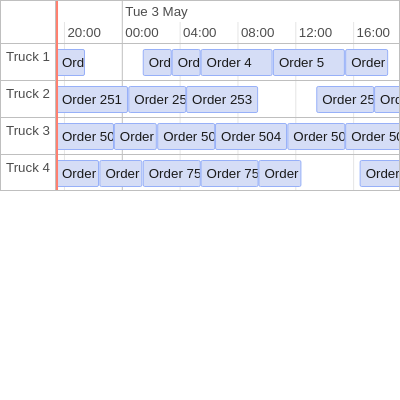 Tue 3 May
20:00 00:00 04:00 08:00 12:00 16:00
Truck 1 Ord Ord Ord Order 4 Order 5 Order
Truck 2 Order 251 Order 25 Order 253 Order 25 Ord
Truck 3 Order 50 Order Order 50 Order 504 Order 50 Order 50
Truck 4 Order Order Order 75 Order 75 Order Order